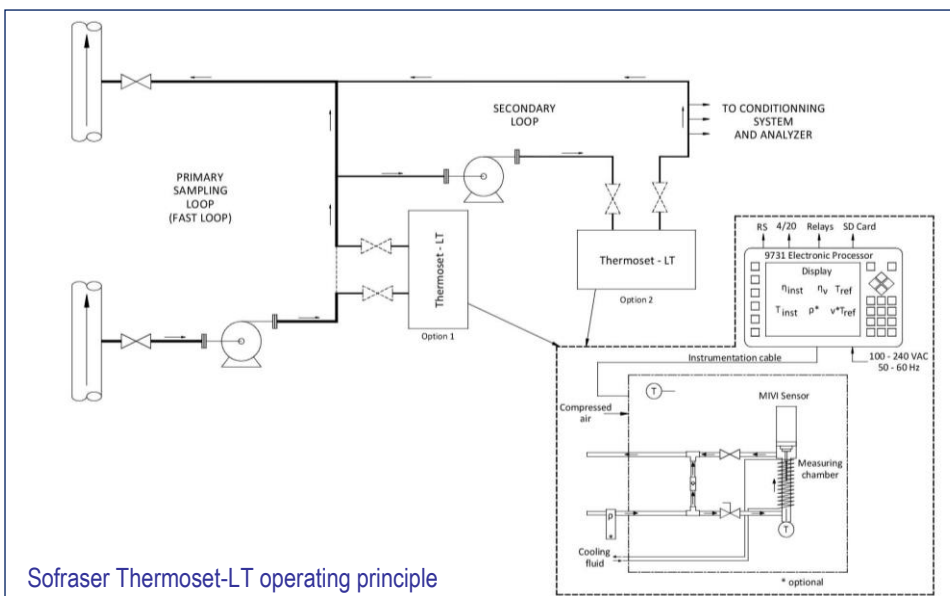 SECONDARY
LOOP
TO CONDITIONNING
SYSTEM
AND ANALYZER
PRIMARY
SAMPLING
LOOP
(FAST LOOP)
Thermoset - LT
Option 1
Thermoset - LT
Option 2
RS 4/20 Relays SD Card
9731 Electronic Processor
Display
ηinst ηv Tref
Tinst ρ* v*Tref
Instrumentation cable
100 - 240 VAC
50 - 60 Hz
T
Compressed
air
MIVI Sensor
Measuring
chamber
ρ
*
T
Cooling
fluid
* optional
Sofraser Thermoset-LT operating principle